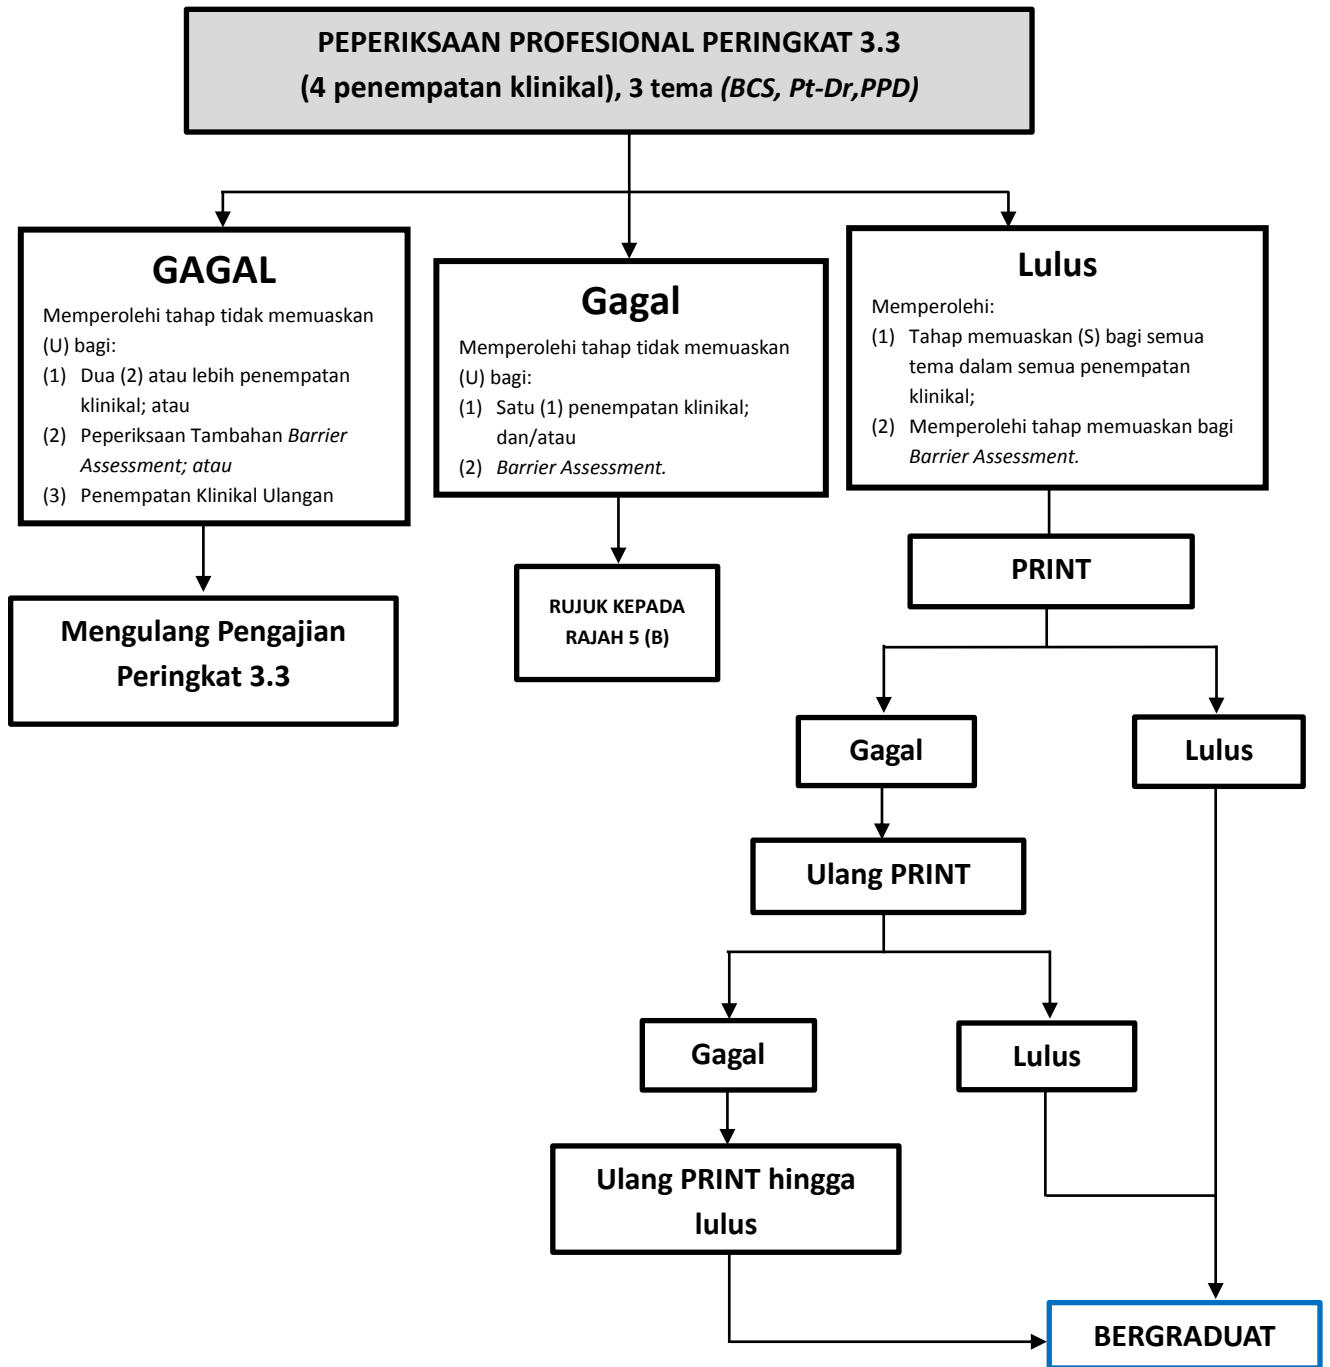 PEPERIKSAAN PROFESIONAL PERINGKAT 3.3
(4 penempatan klinikal), 3 tema (BCS, Pt-Dr,PPD)
GAGAL
Memperolehi tahap tidak memuaskan
(U) bagi:
(1) Dua (2) atau lebih penempatan
klinikal; atau
(2) Peperiksaan Tambahan Barrier
Assessment; atau
(3) Penempatan Klinikal Ulangan
Mengulang Pengajian
Peringkat 3.3
Gagal
Memperolehi tahap tidak memuaskan
(U) bagi:
(1) Satu (1) penempatan klinikal;
dan/atau
(2) Barrier Assessment.
RUJUK KEPADA
RAJAH 5 (B)
Lulus
Memperolehi:
(1) Tahap memuaskan (S) bagi semua
tema dalam semua penempatan
klinikal;
(2) Memperolehi tahap memuaskan bagi
Barrier Assessment.
PRINT
Gagal
Lulus
Ulang PRINT
Gagal
Lulus
Ulang PRINT hingga
lulus
BERGRADUAT